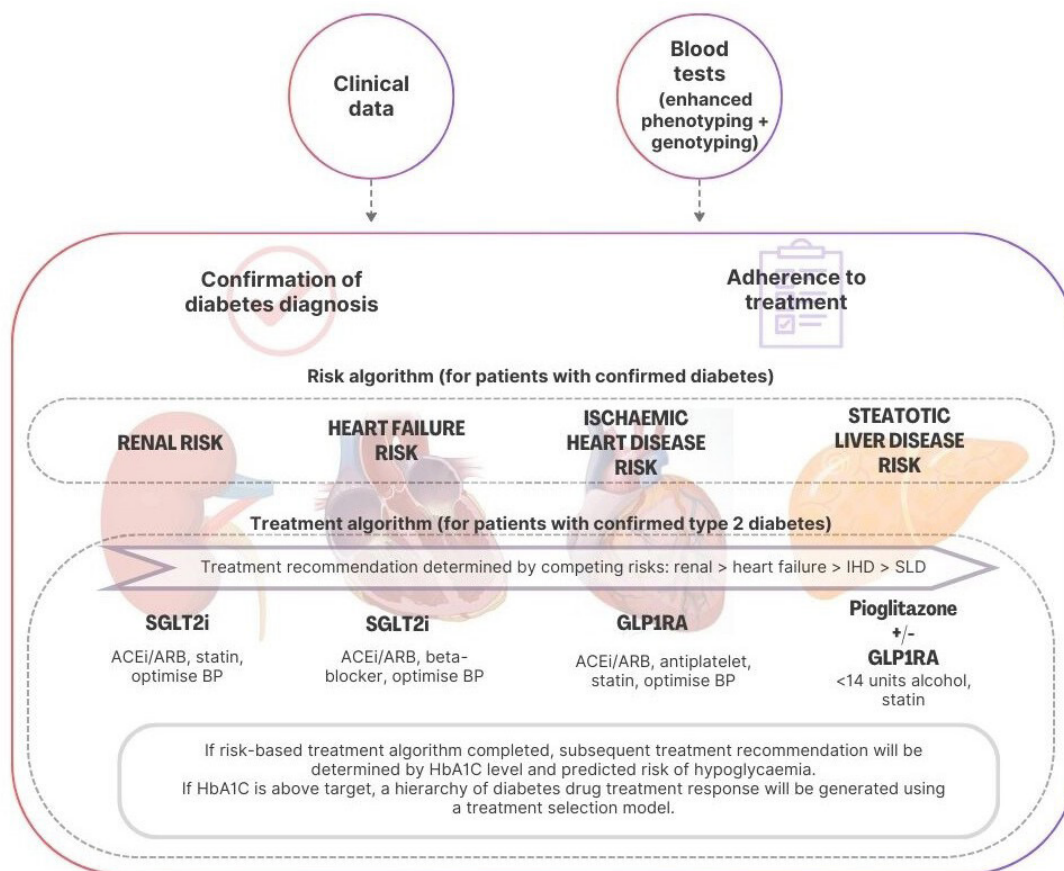 Clinical
data
Blood
tests
(enhanced
phenotyping +
genotyping)
Confirmation of
diabetes diagnosis
Adherence to
treatment
Risk algorithm (for patients with confirmed diabetes)
RENAL RISK
HEART FAILURE
RISK
ISCHAEMIC
HEART DISEASE
RISK
STEATOTIC
LIVER DISEASE
RISK
Treatment algorithm (for patients with confirmed type 2 diabetes)
Treatment recommendation determined by competing risks: renal > heart failure > IHD > SLD
SGLT2i
ACEi/ARB, statin,
optimise BP
SGLT2i
ACEi/ARB, beta-
blocker, optimise BP
GLP1RA
ACEi/ARB, antiplatelet,
statin, optimise BP
Pioglitazone
+/-
GLP1RA
<14 units alcohol,
statin
If risk-based treatment algorithm completed, subsequent treatment recommendation will be
determined by HbA1C level and predicted risk of hypoglycaemia.
If HbA1C is above target, a hierarchy of diabetes drug treatment response will be generated using
a treatment selection model.